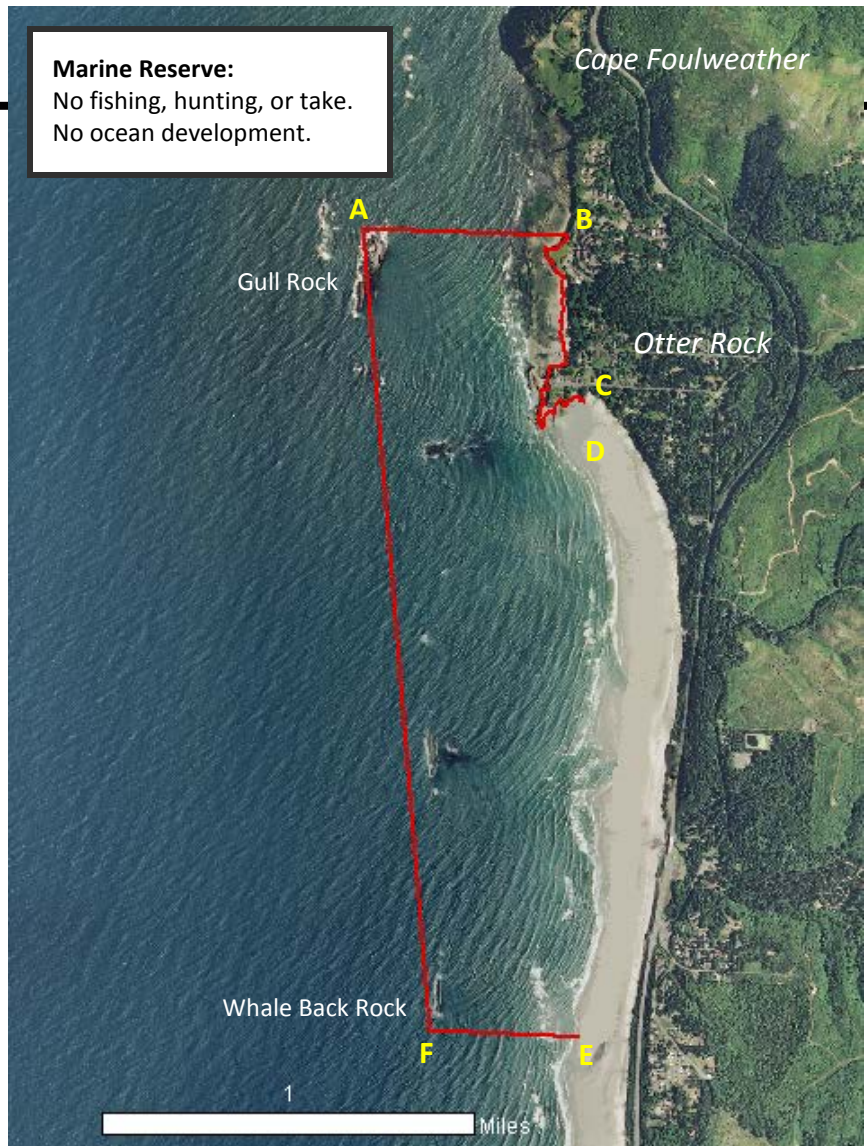 Marine Reserve:
No fishing, hunting, or take.
No ocean development.
Cape Foulweather
A
B
Gull Rock
Otter Rock
C
D
Whale Back Rock
F
E
1
Miles